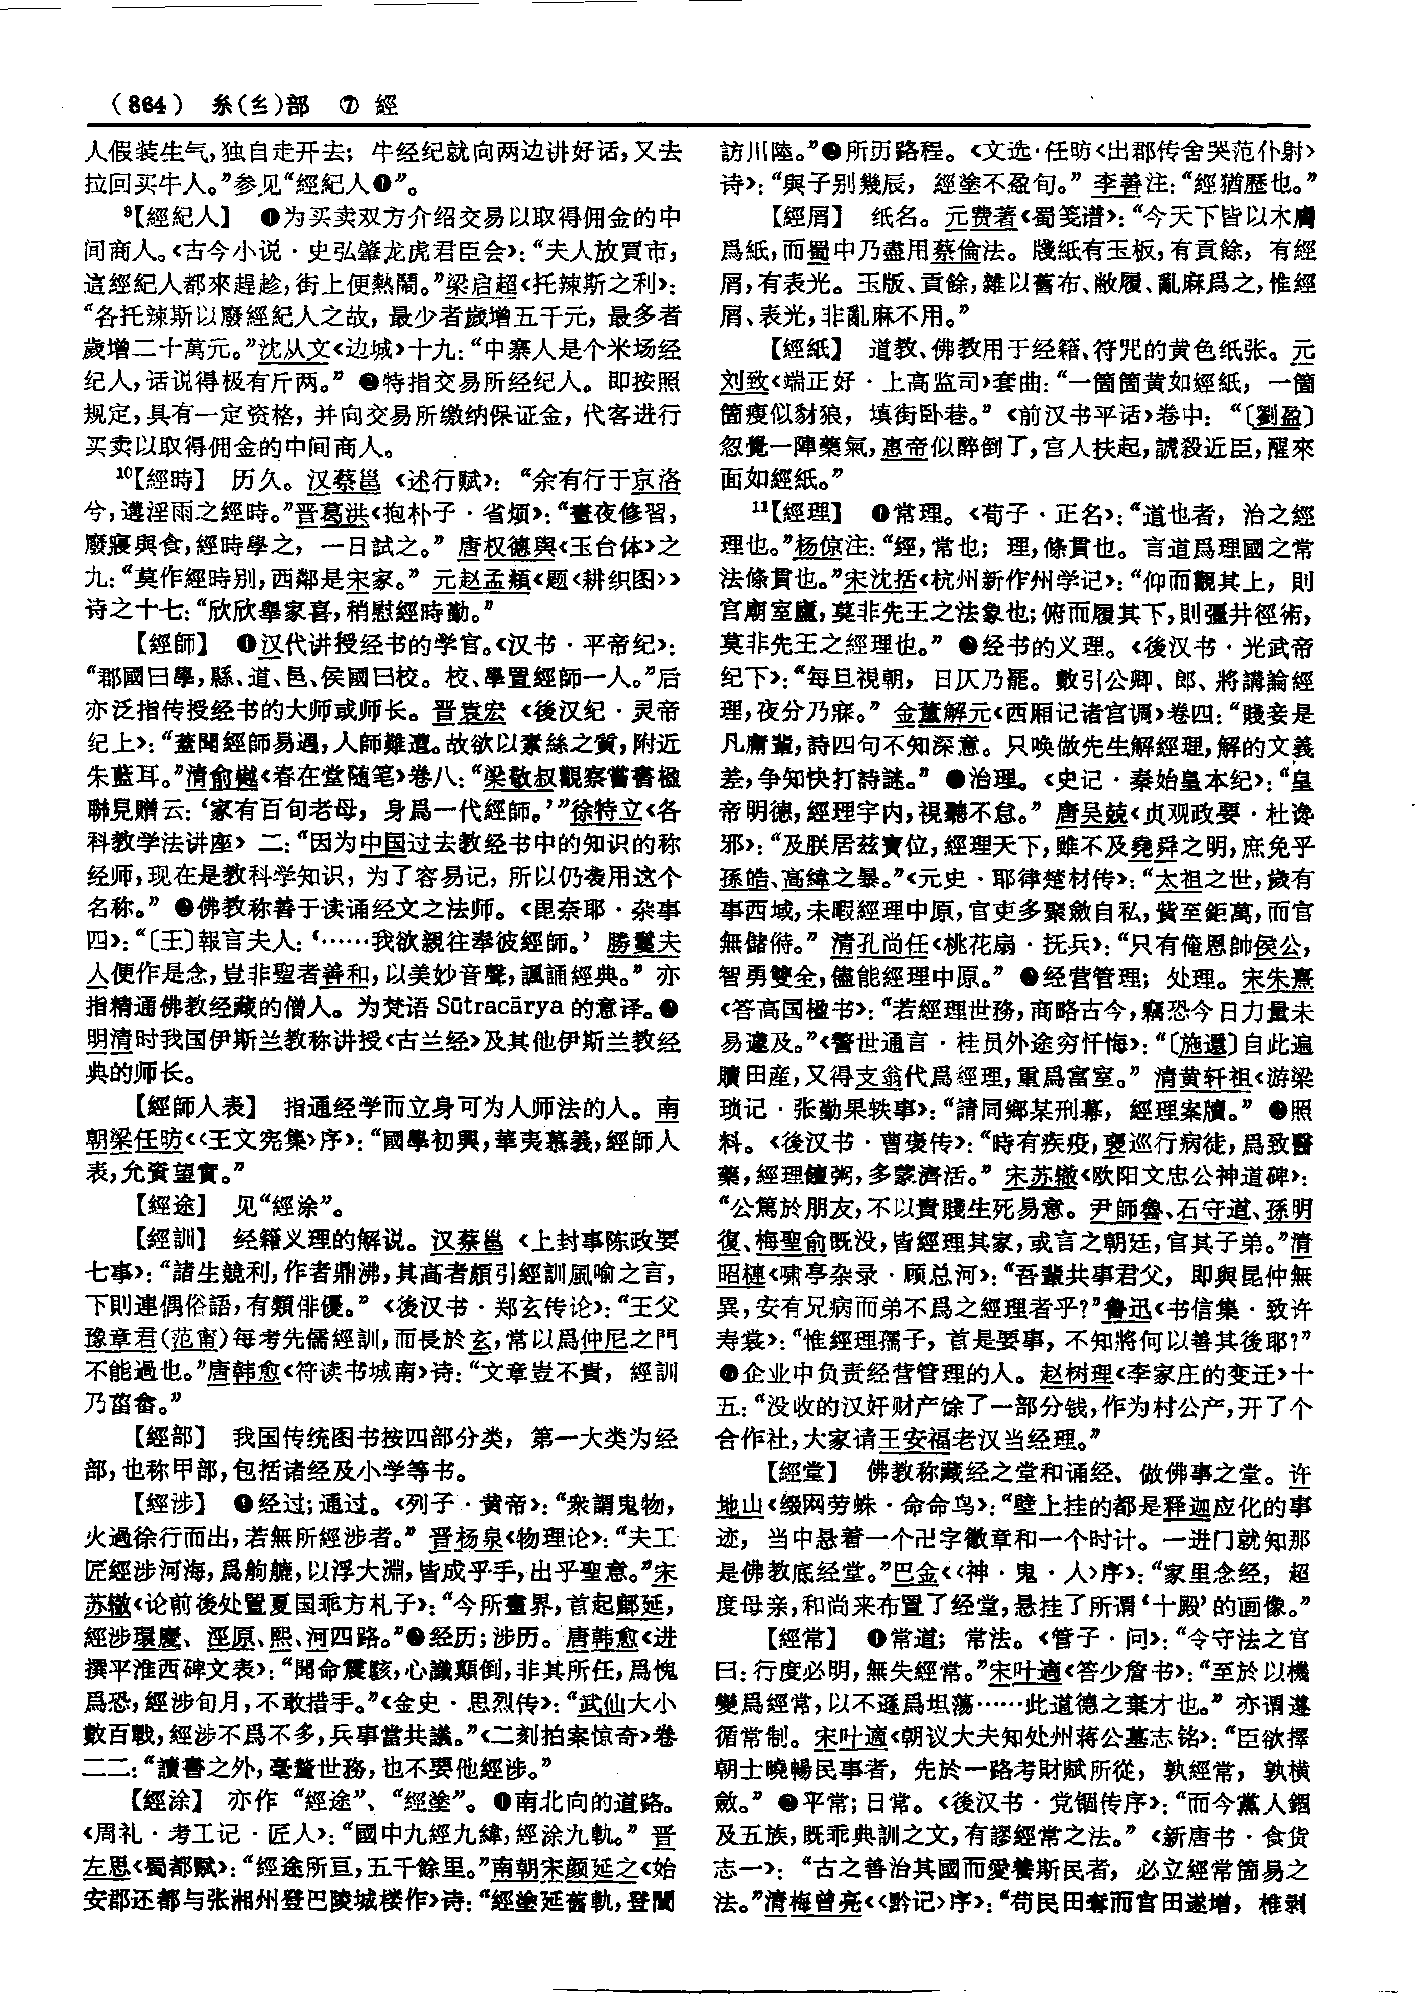 (864) 糸(纟)部 ⑦ 經
人假装生气,独自走开去; 牛经纪就向两边讲好话,又去
拉回买牛人。”参见“經紀人❶”。
⁹【經紀人】 ❶为买卖双方介绍交易以取得佣金的中
间商人。《古今小说·史弘肇龙虎君臣会》:“夫人放買市,
這經紀人都來趕趁,街上便熱鬧。”梁启超《托辣斯之利》:
“各托辣斯以廢經紀人之故,最少者歲增五千元,最多者
歲增二十萬元。”沈从文《边城》十九:“中寨人是个米场经
纪人,话说得极有斤两。” ❷特指交易所经纪人。即按照
规定,具有一定资格,并向交易所缴纳保证金,代客进行
买卖以取得佣金的中间商人。
¹⁰【經時】 历久。汉蔡邕《述行赋》:“余有行于京洛
兮,遘淫雨之經時。”晋葛洪《抱朴子·省烦》:“晝夜修習,
廢寢與食,經時學之,一日試之。” 唐权德舆《玉台体》之
九:“莫作經時別,西鄰是宋家。” 元赵孟頫《题〈耕织图〉》
诗之十七:“欣欣舉家喜,稍慰經時勤。”
【經師】 ❶汉代讲授经书的学官。《汉书·平帝纪》:
“郡國曰學,縣、道、邑、侯國曰校。校、學置經師一人。”后
亦泛指传授经书的大师或师长。晋袁宏《後汉纪·灵帝
纪上》:“蓋聞經師易遇,人師難遭。故欲以素絲之質,附近
朱藍耳。”清俞樾《春在堂随笔》卷八:“梁敬叔觀察嘗書楹
聯見贈云:‘家有百旬老母,身爲一代經師。’”徐特立《各
科教学法讲座》二:“因为中国过去教经书中的知识的称
经师,现在是教科学知识,为了容易记,所以仍袭用这个
名称。” ❷佛教称善于读诵经文之法师。《毘奈耶·杂事
四》:“〔王〕報言夫人:‘……我欲親往奉彼經師。’勝鬘夫
人便作是念,豈非聖者善和,以美妙音聲,諷誦經典。” 亦
指精通佛教经藏的僧人。为梵语 Sūtracārya 的意译。❸
明清时我国伊斯兰教称讲授《古兰经》及其他伊斯兰教经
典的师长。
【經師人表】 指通经学而立身可为人师法的人。南
朝梁任昉《〈王文宪集〉序》:“國學初興,華夷慕義,經師人
表,允資望實。”
【經途】 见“經涂”。
【經訓】 经籍义理的解说。汉蔡邕《上封事陈政要
七事》:“諸生競利,作者鼎沸,其高者頗引經訓風喻之言,
下則連偶俗語,有類俳優。”《後汉书·郑玄传论》:“王父
豫章君(范甯)每考先儒經訓,而長於玄,常以爲仲尼之門
不能過也。”唐韩愈《符读书城南》诗:“文章豈不貴,經訓
乃菑畬。”
【經部】 我国传统图书按四部分类,第一大类为经
部,也称甲部,包括诸经及小学等书。
【經涉】 ❶经过;通过。《列子·黄帝》:“衆謂鬼物,
火過徐行而出,若無所經涉者。” 晋杨泉《物理论》:“夫工
匠經涉河海,爲舫艫,以浮大淵,皆成乎手,出乎聖意。”宋
苏辙《论前後处置夏国乖方札子》:“今所畫界,首起鄜延,
經涉環慶、涇原、熙、河四路。”❷经历;涉历。唐韩愈《进
撰平淮西碑文表》:“聞命震駭,心識顛倒,非其所任,爲愧
爲恐,經涉旬月,不敢措手。”《金史·思烈传》:“武仙大小
數百戰,經涉不爲不多,兵事當共議。”《二刻拍案惊奇》卷
二二:“讀書之外,毫釐世務,也不要他經涉。”
【經涂】 亦作“經途”、“經塗”。❶南北向的道路。
《周礼·考工记·匠人》:“國中九經九緯,經涂九軌。” 晋
左思《蜀都赋》:“經途所亘,五千餘里。”南朝宋颜延之《始
安郡还都与张湘州登巴陵城楼作》诗:“經塗延舊軌,登闉
訪川陸。”❷所历路程。《文选·任昉〈出郡传舍哭范仆射〉
诗》:“與子别幾辰,經塗不盈旬。” 李善注:“經猶歷也。”
【經屑】 纸名。元费著《蜀笺谱》:“今天下皆以木膚
爲紙,而蜀中乃盡用蔡倫法。牋紙有玉板,有貢餘,有經
屑,有表光。玉版、貢餘,雜以舊布、敝履、亂麻爲之,惟經
屑、表光,非亂麻不用。”
【經紙】 道教、佛教用于经籍、符咒的黄色纸张。元
刘致《端正好·上高监司》套曲:“一箇箇黄如經紙,一箇
箇瘦似豺狼,填街卧巷。”《前汉书平话》卷中:“〔劉盈〕
忽覺一陣藥氣,惠帝似醉倒了,宫人扶起,諕殺近臣,醒來
面如經紙。”
¹¹【經理】 ❶常理。《荀子·正名》:“道也者,治之經
理也。”杨倞注:“經,常也;理,條貫也。言道爲理國之常
法條貫也。”宋沈括《杭州新作州学记》:“仰而觀其上,則
宫廟室廬,莫非先王之法象也;俯而履其下,則彊井徑術,
莫非先王之經理也。” ❷经书的义理。《後汉书·光武帝
纪下》:“每旦視朝,日仄乃罷。數引公卿、郎、將講論經
理,夜分乃寐。” 金董解元《西厢记诸宫调》卷四:“賤妾是
凡庸輩,詩四句不知深意。只唤做先生解經理,解的文義
差,争知快打詩謎。” ❸治理。《史记·秦始皇本纪》:“皇
帝明德,經理宇内,視聽不怠。” 唐吴兢《贞观政要·杜谗
邪》:“及朕居兹寶位,經理天下,雖不及堯舜之明,庶免乎
孫皓、高緯之暴。”《元史·耶律楚材传》:“太祖之世,歲有
事西域,未暇經理中原,官吏多聚斂自私,貲至鉅萬,而官
無儲偫。” 清孔尚任《桃花扇·抚兵》:“只有俺恩帥侯公,
智勇雙全,儘能經理中原。” ❹经营管理;处理。宋朱熹
《答高国楹书》:“若經理世務,商略古今,竊恐今日力量未
易遽及。”《警世通言·桂员外途穷忏悔》:“〔施還〕自此遍
贖田産,又得支翁代爲經理,重爲富室。” 清黄轩祖《游梁
琐记·张勤果轶事》:“請同鄉某刑幕,經理案牘。” ❺照
料。《後汉书·曹褒传》:“時有疾疫,褒巡行病徒,爲致醫
藥,經理饘粥,多蒙濟活。” 宋苏辙《欧阳文忠公神道碑》:
“公篤於朋友,不以貴賤生死易意。尹師魯、石守道、孫明
復、梅聖俞既没,皆經理其家,或言之朝廷,官其子弟。”清
昭槤《啸亭杂录·顾总河》:“吾輩共事君父,即與昆仲無
異,安有兄病而弟不爲之經理者乎?”鲁迅《书信集·致许
寿裳》:“惟經理孺子,首是要事,不知將何以善其後耶?”
❻企业中负责经营管理的人。赵树理《李家庄的变迁》十
五:“没收的汉奸财产馀了一部分钱,作为村公产,开了个
合作社,大家请王安福老汉当经理。”
【經堂】 佛教称藏经之堂和诵经、做佛事之堂。许
地山《缀网劳蛛·命命鸟》:“壁上挂的都是释迦应化的事
迹,当中悬着一个卍字徽章和一个时计。一进门就知那
是佛教底经堂。”巴金《〈神·鬼·人〉序》:“家里念经,超
度母亲,和尚来布置了经堂,悬挂了所谓‘十殿’的画像。”
【經常】 ❶常道;常法。《管子·问》:“令守法之官
曰:行度必明,無失經常。”宋叶適《答少詹书》:“至於以機
變爲經常,以不遜爲坦蕩……此道德之棄才也。” 亦谓遵
循常制。宋叶適《朝议大夫知处州蒋公墓志铭》:“臣欲擇
朝士曉暢民事者,先於一路考財賦所從,孰經常,孰横
斂。” ❷平常;日常。《後汉书·党锢传序》:“而今黨人錮
及五族,既乖典訓之文,有謬經常之法。”《新唐书·食货
志一》:“古之善治其國而愛養斯民者,必立經常簡易之
法。”清梅曾亮《〈黔记〉序》:“苟民田奪而官田遂增,椎剥